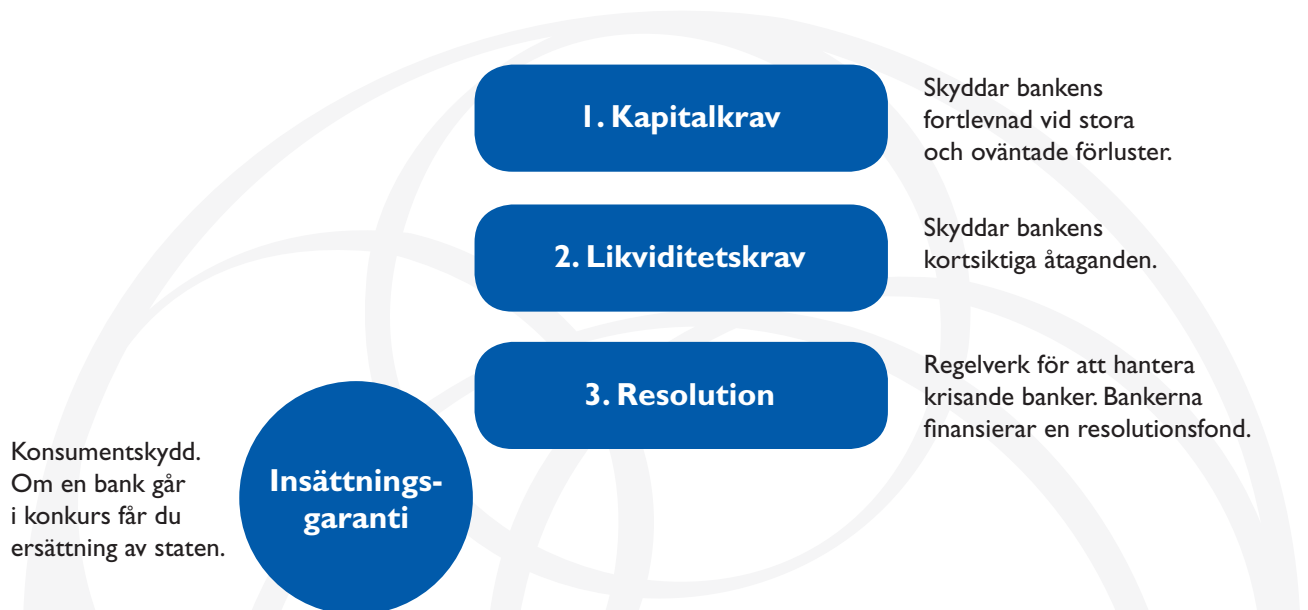 1. Kapitalkrav
Skyddar bankens
fortlevnad vid stora
och oväntade förluster.
2. Likviditetskrav
Skyddar bankens
kortsiktiga åtaganden.
3. Resolution
Regelverk för att hantera
krisande banker. Bankerna
finansierar en resolutionsfond.
Konsumentskydd.
Om en bank går
i konkurs får du
ersättning av staten.
Insättnings-
garanti